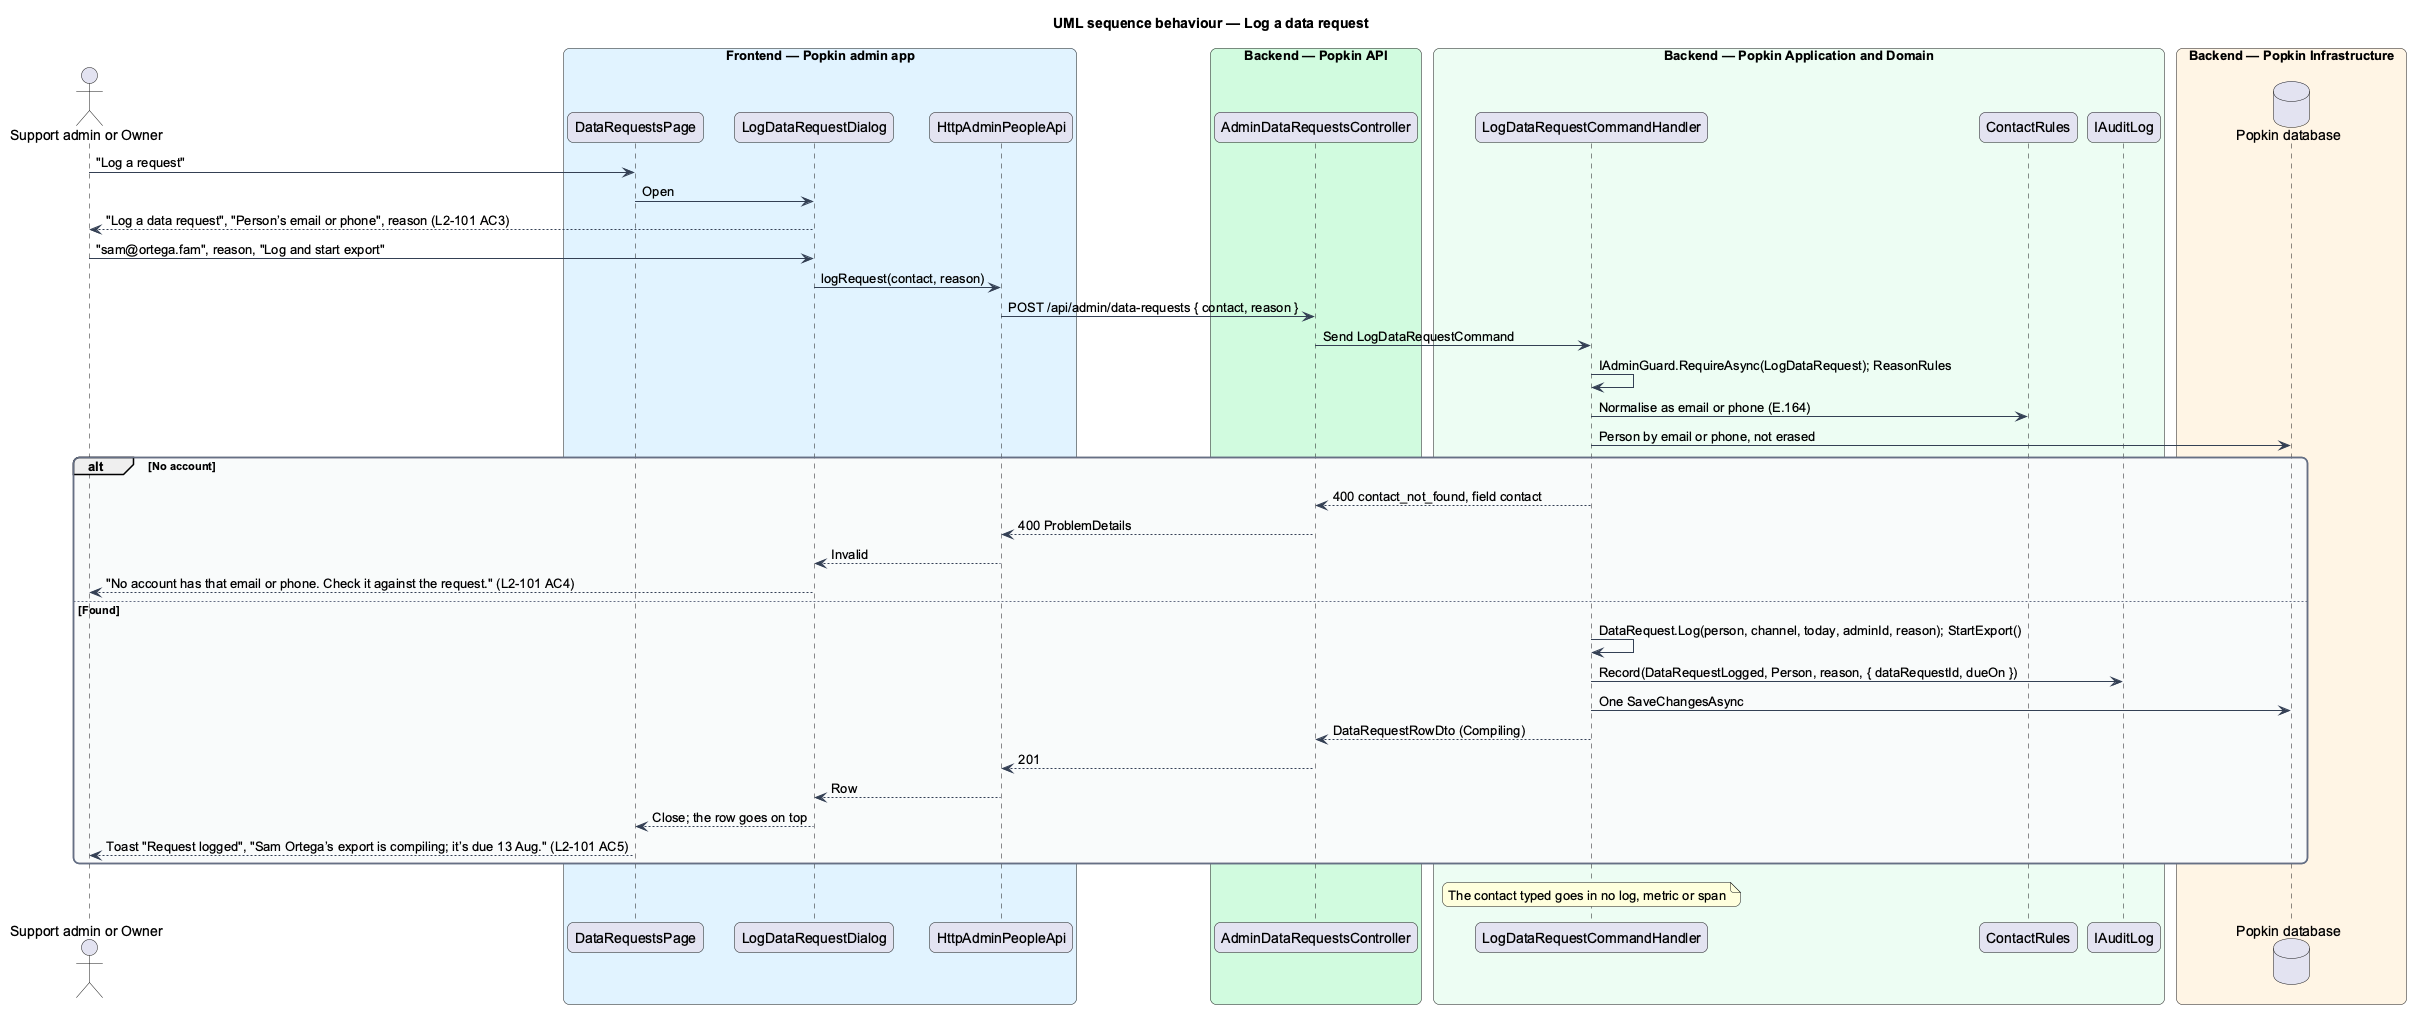 UML sequence behaviour — Log a data request
Frontend — Popkin admin app
Backend — Popkin API
Backend — Popkin Application and Domain
Backend — Popkin Infrastructure
Support admin or Owner
DataRequestsPage
LogDataRequestDialog
HttpAdminPeopleApi
AdminDataRequestsController
LogDataRequestCommandHandler
ContactRules
IAuditLog
Popkin database
"Log a request"
Open
"Log a data request", "Person’s email or phone", reason (L2-101 AC3)
"sam@ortega.fam", reason, "Log and start export"
logRequest(contact, reason)
POST /api/admin/data-requests { contact, reason }
Send LogDataRequestCommand
IAdminGuard.RequireAsync(LogDataRequest); ReasonRules
Normalise as email or phone (E.164)
Person by email or phone, not erased
alt [No account]
400 contact_not_found, field contact
400 ProblemDetails
Invalid
"No account has that email or phone. Check it against the request." (L2-101 AC4)
[Found]
DataRequest.Log(person, channel, today, adminId, reason); StartExport()
Record(DataRequestLogged, Person, reason, { dataRequestId, dueOn })
One SaveChangesAsync
DataRequestRowDto (Compiling)
201
Row
Close; the row goes on top
Toast "Request logged", "Sam Ortega’s export is compiling; it’s due 13 Aug." (L2-101 AC5)
The contact typed goes in no log, metric or span
Support admin or Owner
DataRequestsPage
LogDataRequestDialog
HttpAdminPeopleApi
AdminDataRequestsController
LogDataRequestCommandHandler
ContactRules
IAuditLog
Popkin database